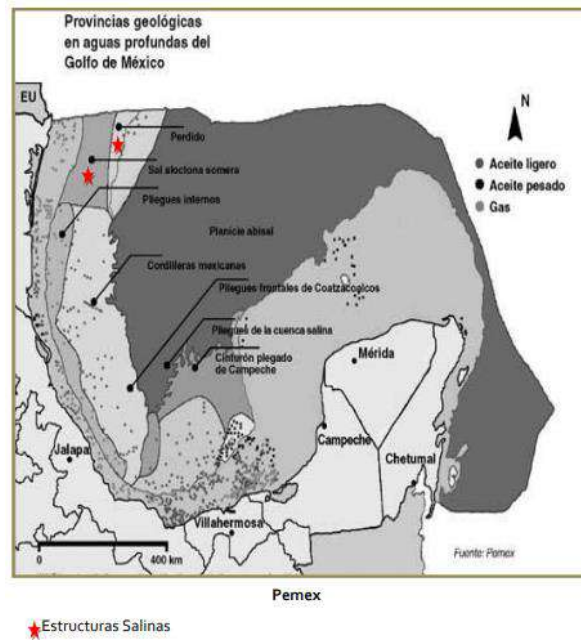 Provincias geológicas
en aguas profundas del
Golfo de México
EU
N
Perdido
Aceite ligero
Sal aloctona somera
Aceite pesado
Pliegues internos
Gas
Planicie abisal
Cordilleras mexicanas
Pliegues frontales de Coatzacoalcos
Pliegues de la cuenca salina
Cinturón plegado
de Campeche
Mérida
Campeche
Jalapa
Chetumal
Villahermosa
0
400 km
Fuente: Pemex
Pemex
Estructuras Salinas